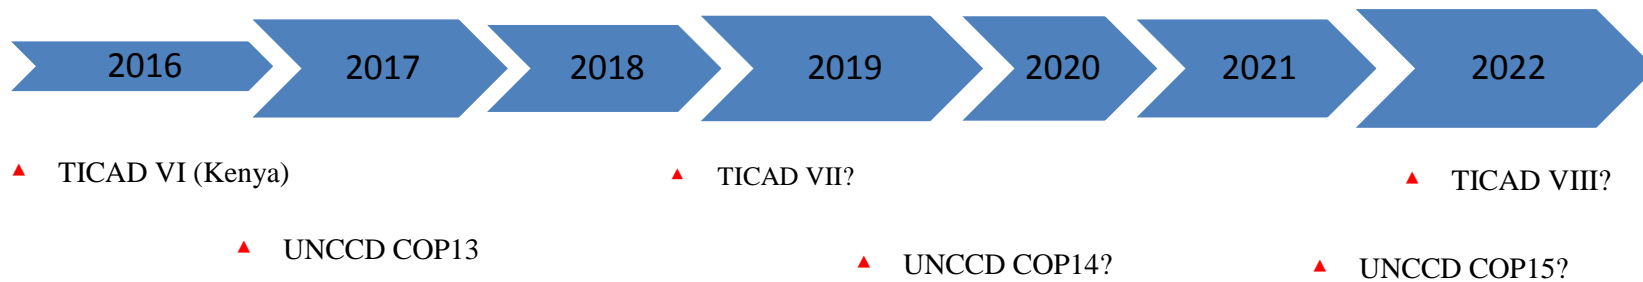 2016
2017
2018
2019
2020
2021
2022
TICAD VI (Kenya)
TICAD VII?
TICAD VIII?
UNCCD COP13
UNCCD COP14?
UNCCD COP15?